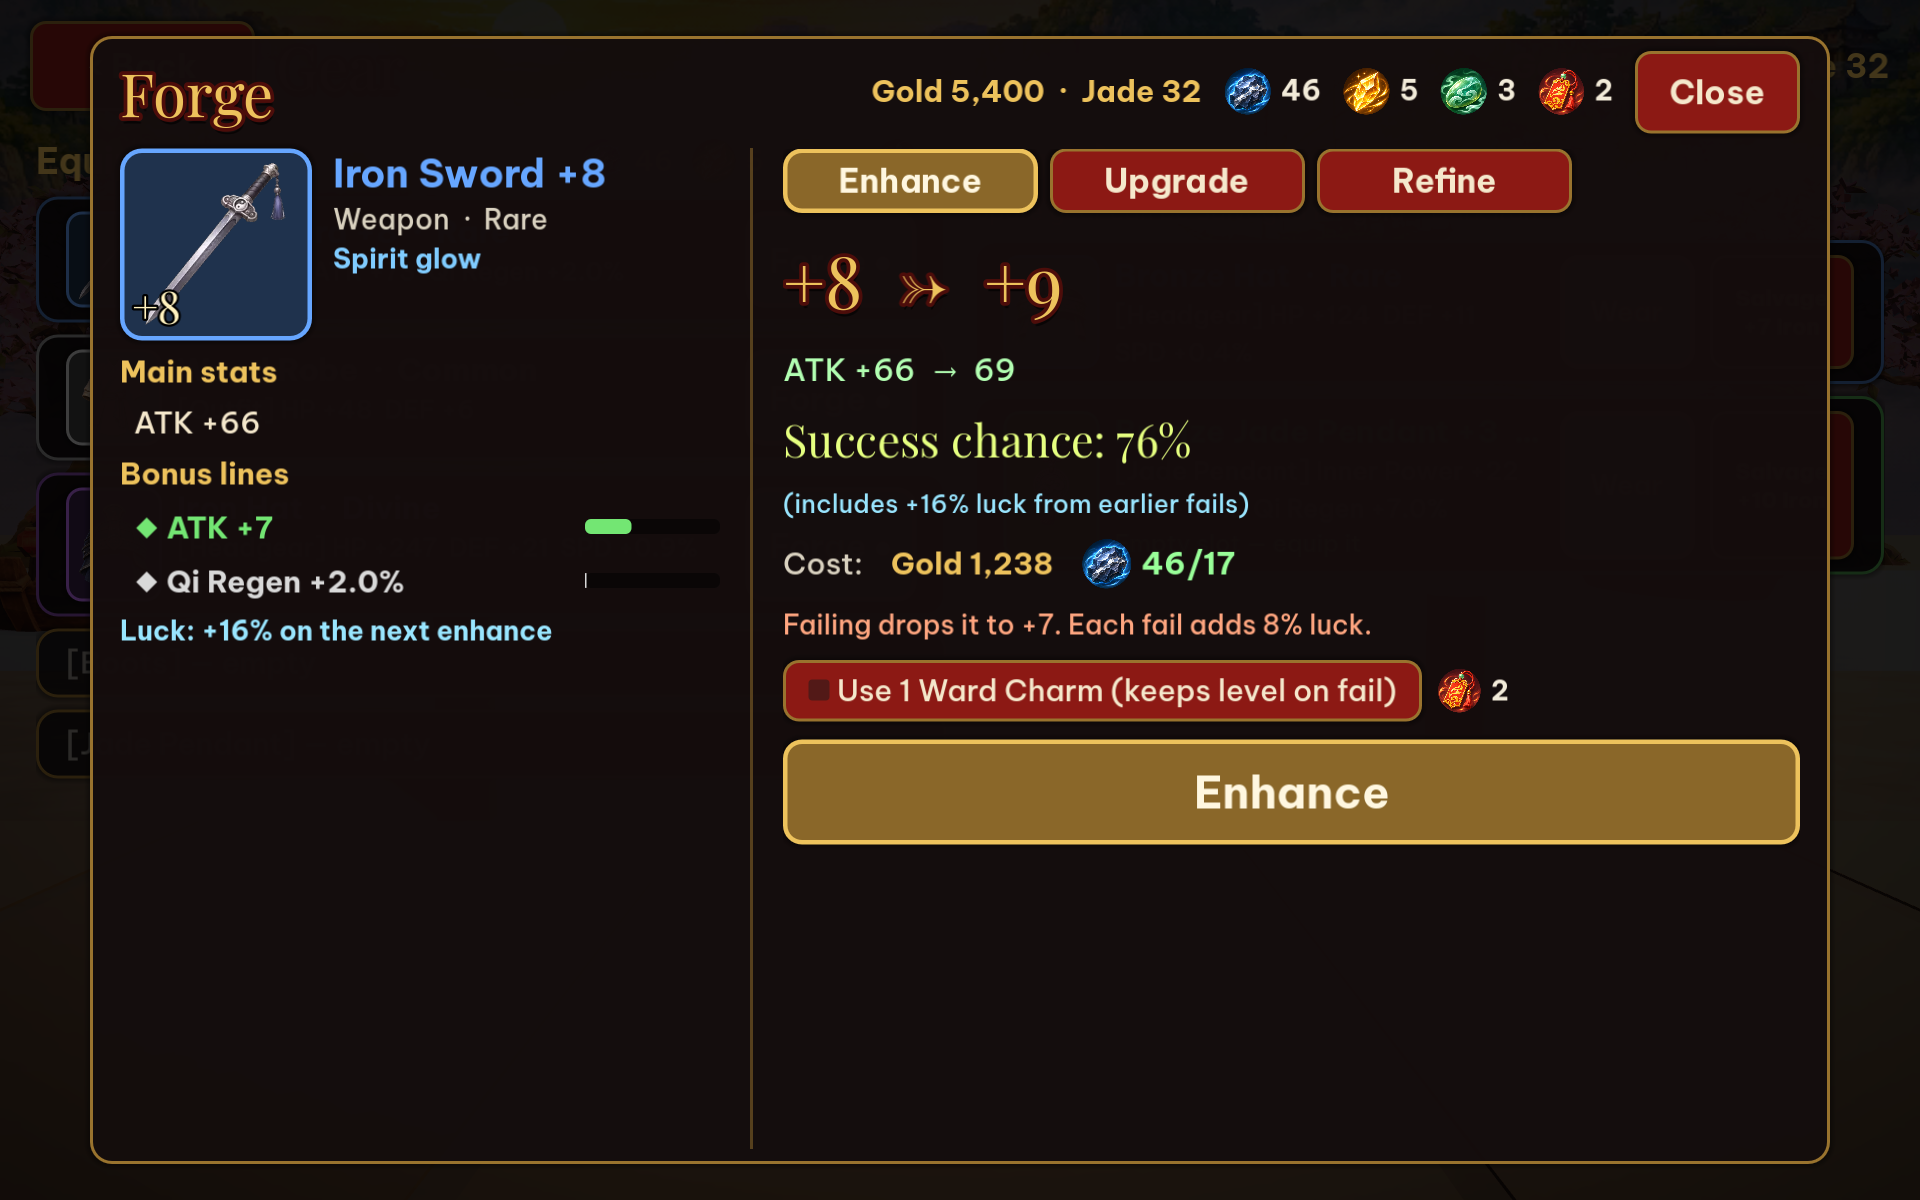 Forge
Gold 5,400 · Jade 32 46 5 3 2 Close
32
Equ
+8
Iron Sword +8
Weapon · Rare
Spirit glow
Main stats
ATK +66
Bonus lines
◆ ATK +7
◆ Qi Regen +2.0%
Luck: +16% on the next enhance
Enhance Upgrade Refine
+8 ➳ +9
ATK +66 → 69
Success chance: 76%
(includes +16% luck from earlier fails)
Cost: Gold 1,238 46/17
Failing drops it to +7. Each fail adds 8% luck.
Use 1 Ward Charm (keeps level on fail) 2
Enhance